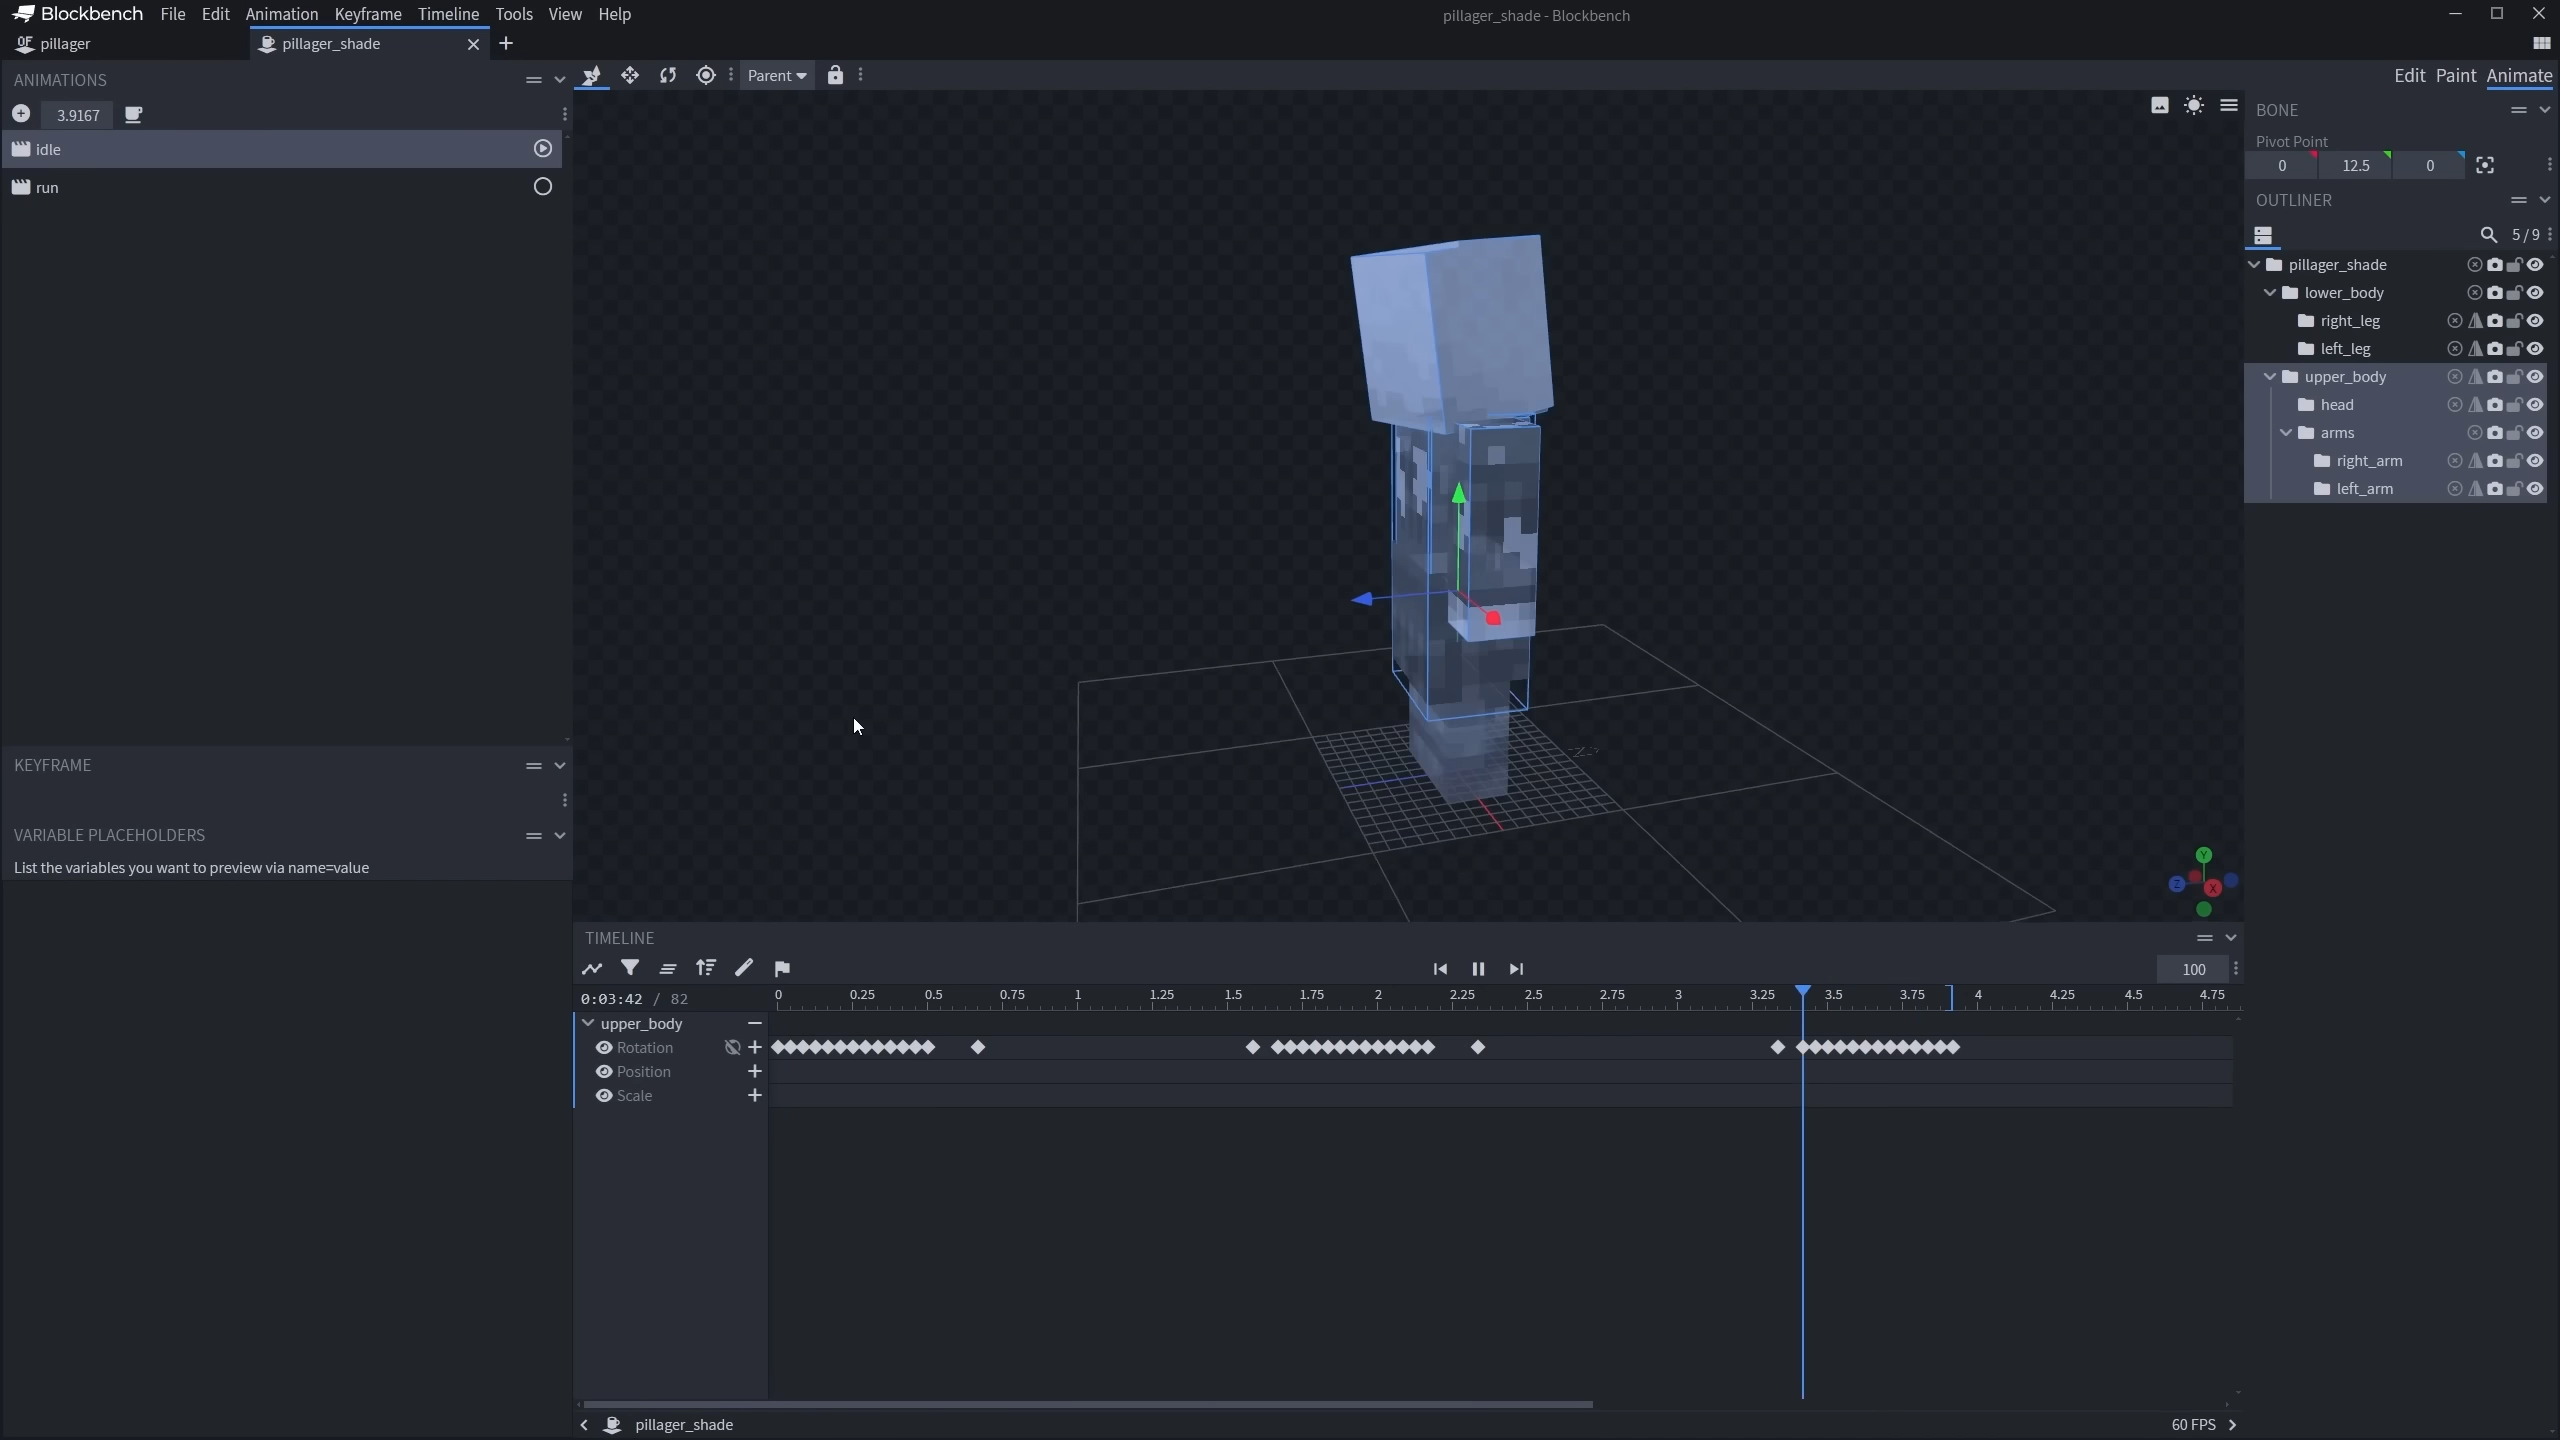 Blockbench File Edit Animation Keyframe Timeline Tools View Help
pillager_shade - Blockbench
pillager
pillager_shade
ANIMATIONS
3.9167
idle
run
KEYFRAME
VARIABLE PLACEHOLDERS
List the variables you want to preview via name=value
Parent
Edit Paint Animate
BONE
Pivot Point
0 12.5 0
OUTLINER
5 / 9
pillager_shade
lower_body
right_leg
left_leg
upper_body
head
arms
right_arm
left_arm
Y
Z X
TIMELINE
100
0:03:42 / 82
0 0.25 0.5 0.75 1 1.25 1.5 1.75 2 2.25 2.5 2.75 3 3.25 3.5 3.75 4 4.25 4.5 4.75
upper_body
Rotation
Position
Scale
pillager_shade
60 FPS